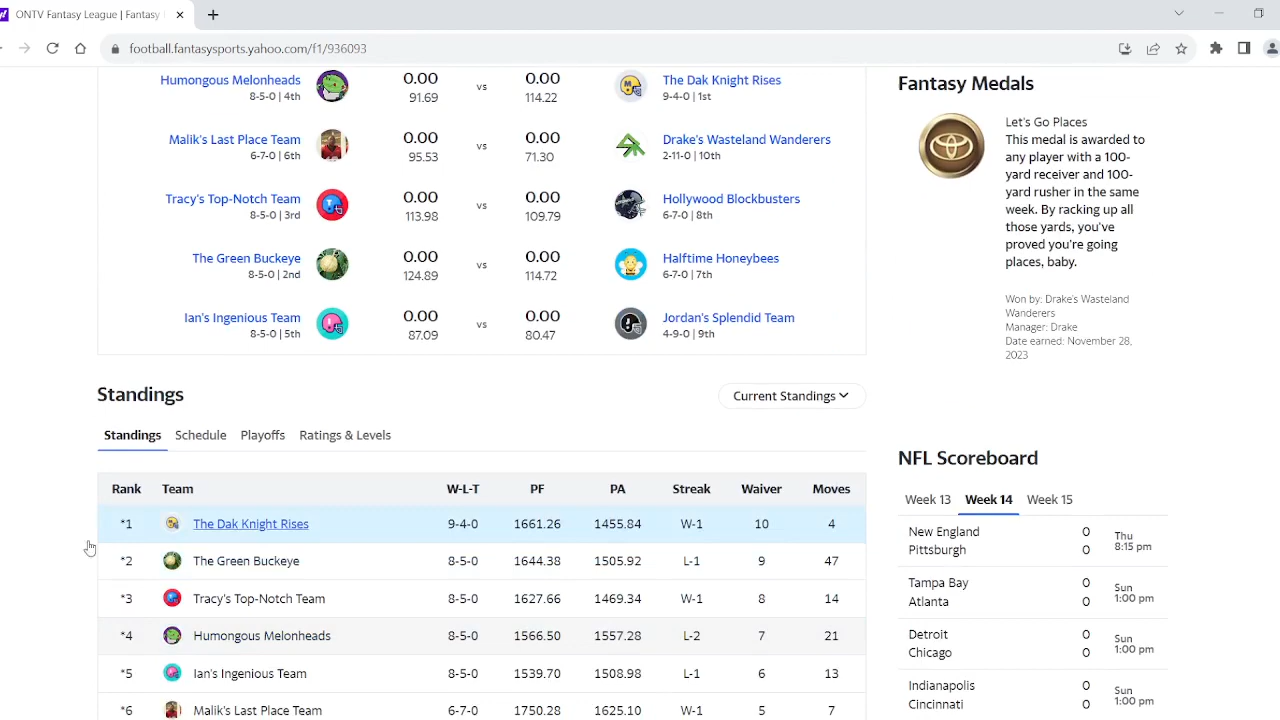 ONTV Fantasy League | Fantasy
football.fantasysports.yahoo.com/f1/936093
Humongous Melonheads 0.00 0.00 The Dak Knight Rises
8-5-0 | 4th 91.69 vs 114.22 9-4-0 | 1st
Malik's Last Place Team 0.00 0.00 Drake's Wasteland Wanderers
6-7-0 | 6th 95.53 vs 71.30 2-11-0 | 10th
Tracy's Top-Notch Team 0.00 0.00 Hollywood Blockbusters
8-5-0 | 3rd 113.98 vs 109.79 6-7-0 | 8th
The Green Buckeye 0.00 0.00 Halftime Honeybees
8-5-0 | 2nd 124.89 vs 114.72 6-7-0 | 7th
Ian's Ingenious Team 0.00 0.00 Jordan's Splendid Team
8-5-0 | 5th 87.09 vs 80.47 4-9-0 | 9th
Standings
Current Standings
Standings Schedule Playoffs Ratings & Levels
Rank Team W-L-T PF PA Streak Waiver Moves
*1 The Dak Knight Rises 9-4-0 1661.26 1455.84 W-1 10 4
*2 The Green Buckeye 8-5-0 1644.38 1505.92 L-1 9 47
*3 Tracy's Top-Notch Team 8-5-0 1627.66 1469.34 W-1 8 14
*4 Humongous Melonheads 8-5-0 1566.50 1557.28 L-2 7 21
*5 Ian's Ingenious Team 8-5-0 1539.70 1508.98 L-1 6 13
*6 Malik's Last Place Team 6-7-0 1750.28 1625.10 W-1 5 7
Fantasy Medals
Let's Go Places
This medal is awarded to
any player with a 100-
yard receiver and 100-
yard rusher in the same
week. By racking up all
those yards, you've
proved you're going
places, baby.
Won by: Drake's Wasteland
Wanderers
Manager: Drake
Date earned: November 28,
2023
NFL Scoreboard
Week 13 Week 14 Week 15
New England 0 Thu
Pittsburgh 0 8:15 pm
Tampa Bay 0 Sun
Atlanta 0 1:00 pm
Detroit 0 Sun
Chicago 0 1:00 pm
Indianapolis 0 Sun
Cincinnati 0 1:00 pm